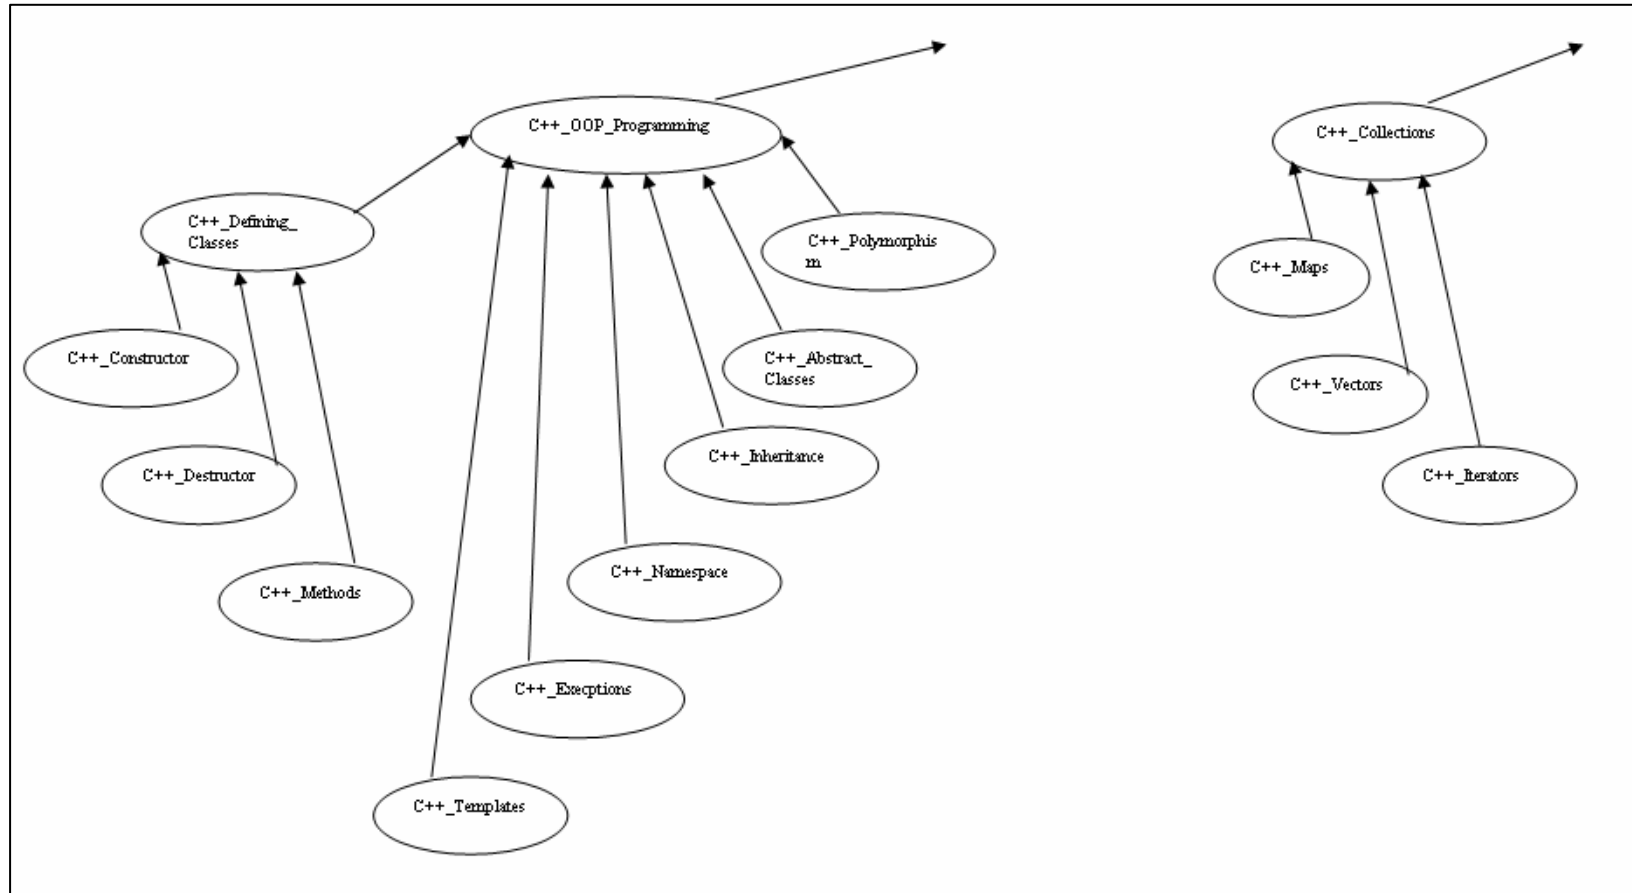 C++_OOP_Programming
C++_Collections
C++_Defining_
Classes
C++_Polymorphis
m
C++_Maps
C++_Constructor
C++_Abstract_
Classes
C++_Vectors
C++_Inheritance
C++_Destructor
C++_Iterators
C++_Namespace
C++_Methods
C++_Execptions
C++_Templates